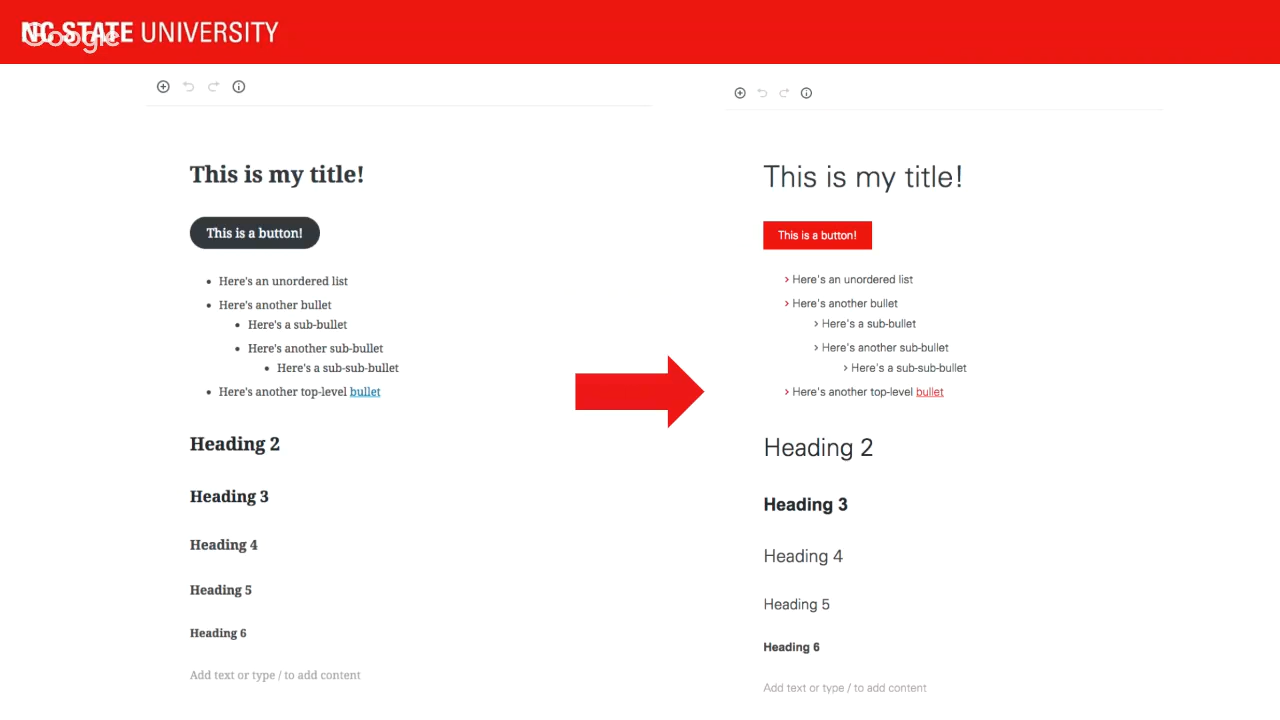 NC STATE UNIVERSITY
Google
This is my title!
This is a button!
Here's an unordered list
Here's another bullet
Here's a sub-bullet
Here's another sub-bullet
Here's a sub-sub-bullet
Here's another top-level bullet
Heading 2
Heading 3
Heading 4
Heading 5
Heading 6
Add text or type / to add content
This is my title!
This is a button!
Here's an unordered list
Here's another bullet
Here's a sub-bullet
Here's another sub-bullet
Here's a sub-sub-bullet
Here's another top-level bullet
Heading 2
Heading 3
Heading 4
Heading 5
Heading 6
Add text or type / to add content